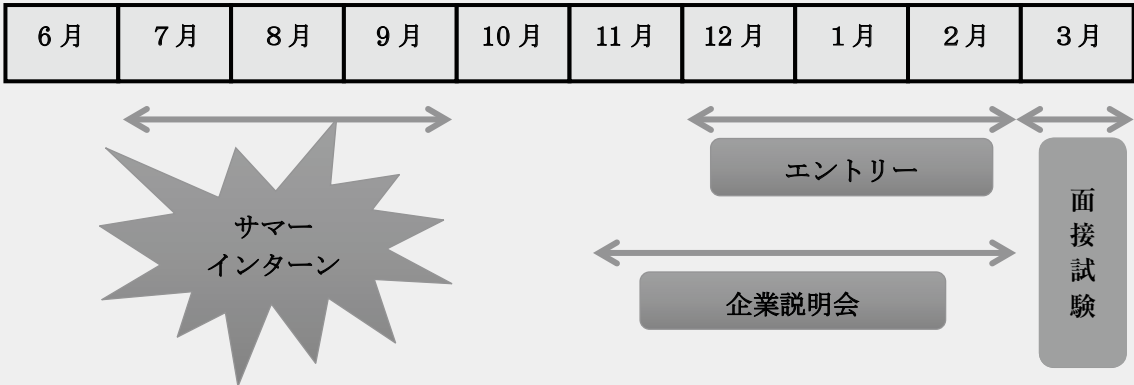 6月 7月 8月 9月 10月 11月 12月 1月 2月 3月
サマー
インターン
エントリー
企業説明会
面接試験